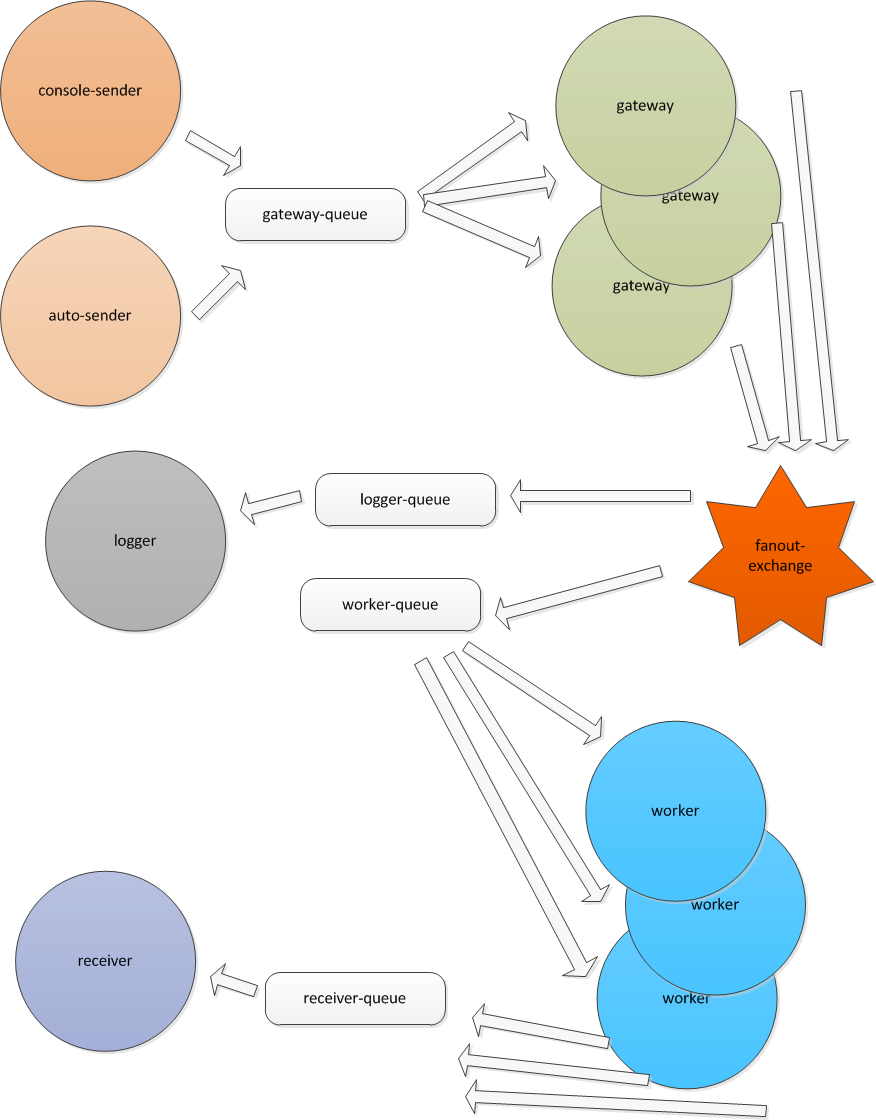 console-sender
gateway
gateway
gateway-queue
gateway
auto-sender
logger-queue
logger
fanout-
exchange
worker-queue
worker
worker
receiver
receiver-queue
worker